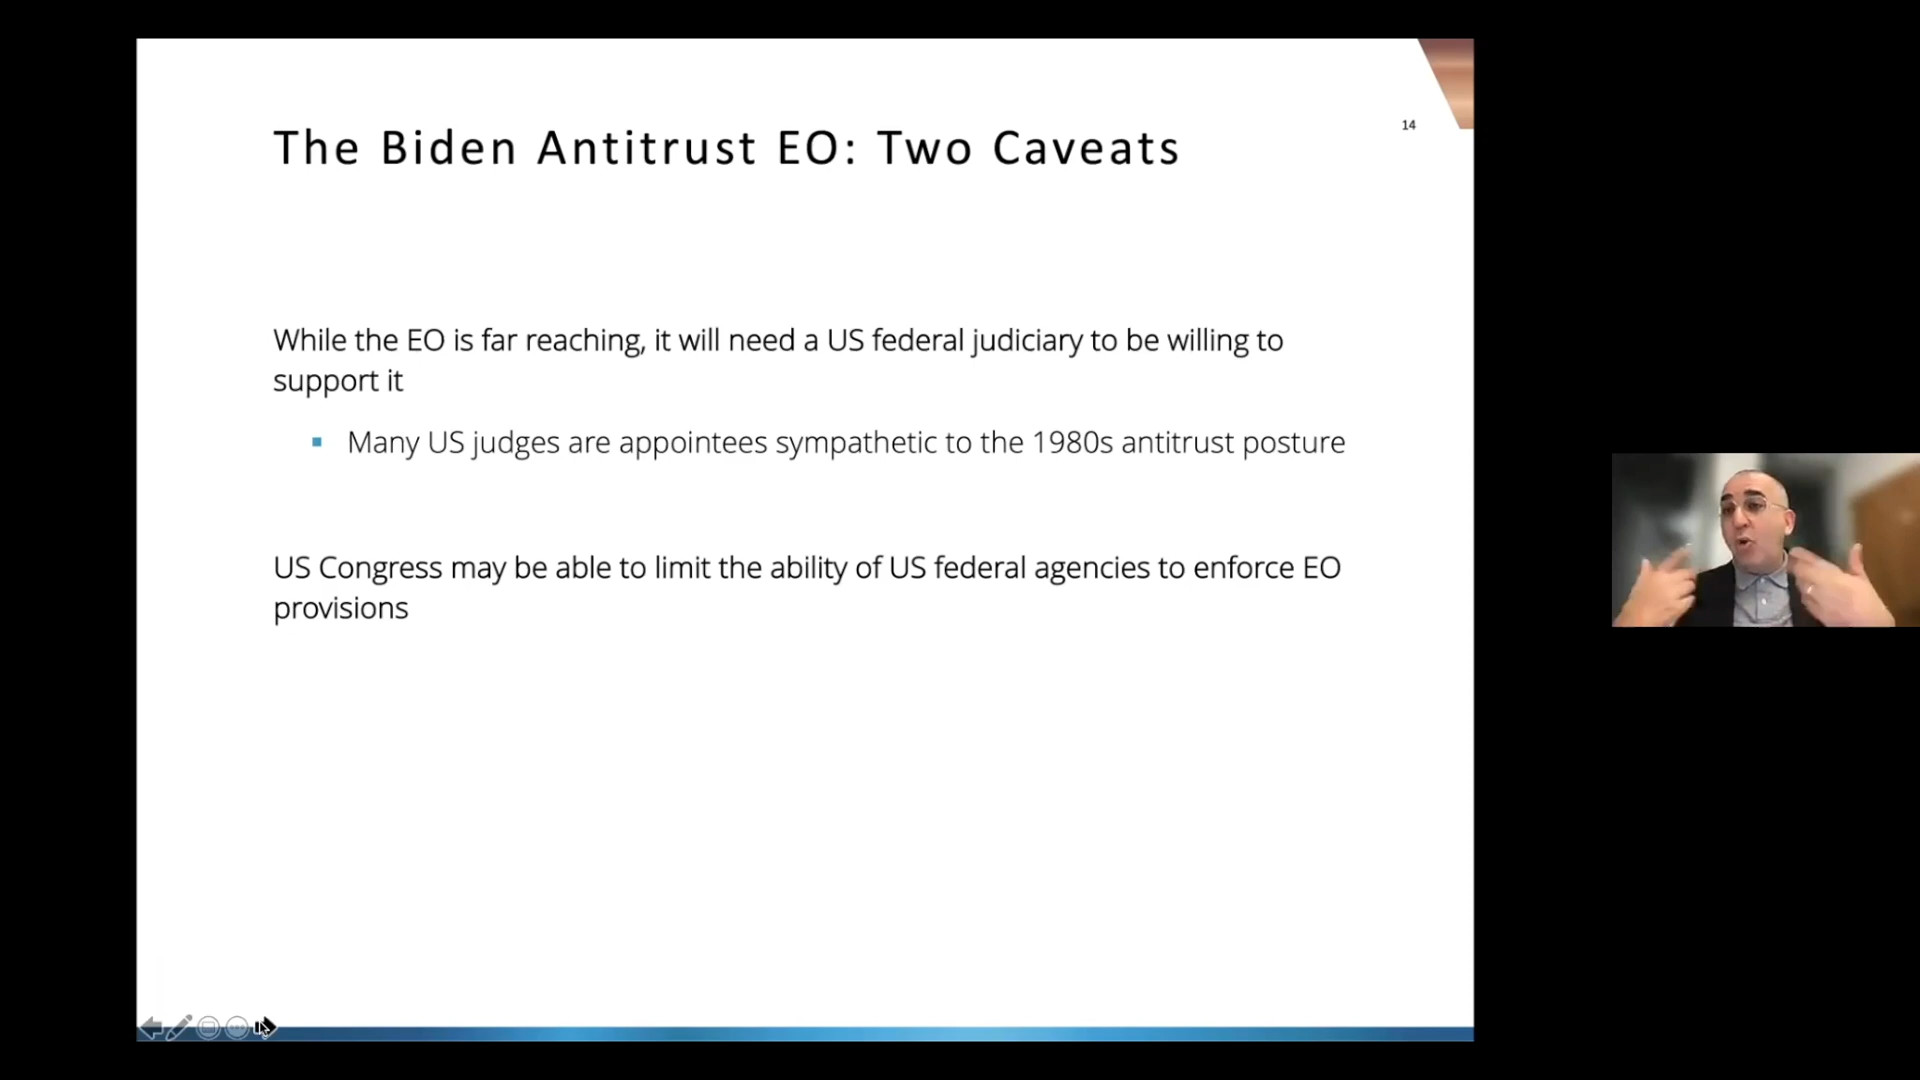 14
The Biden Antitrust EO: Two Caveats
While the EO is far reaching, it will need a US federal judiciary to be willing to
support it
Many US judges are appointees sympathetic to the 1980s antitrust posture
US Congress may be able to limit the ability of US federal agencies to enforce EO
provisions